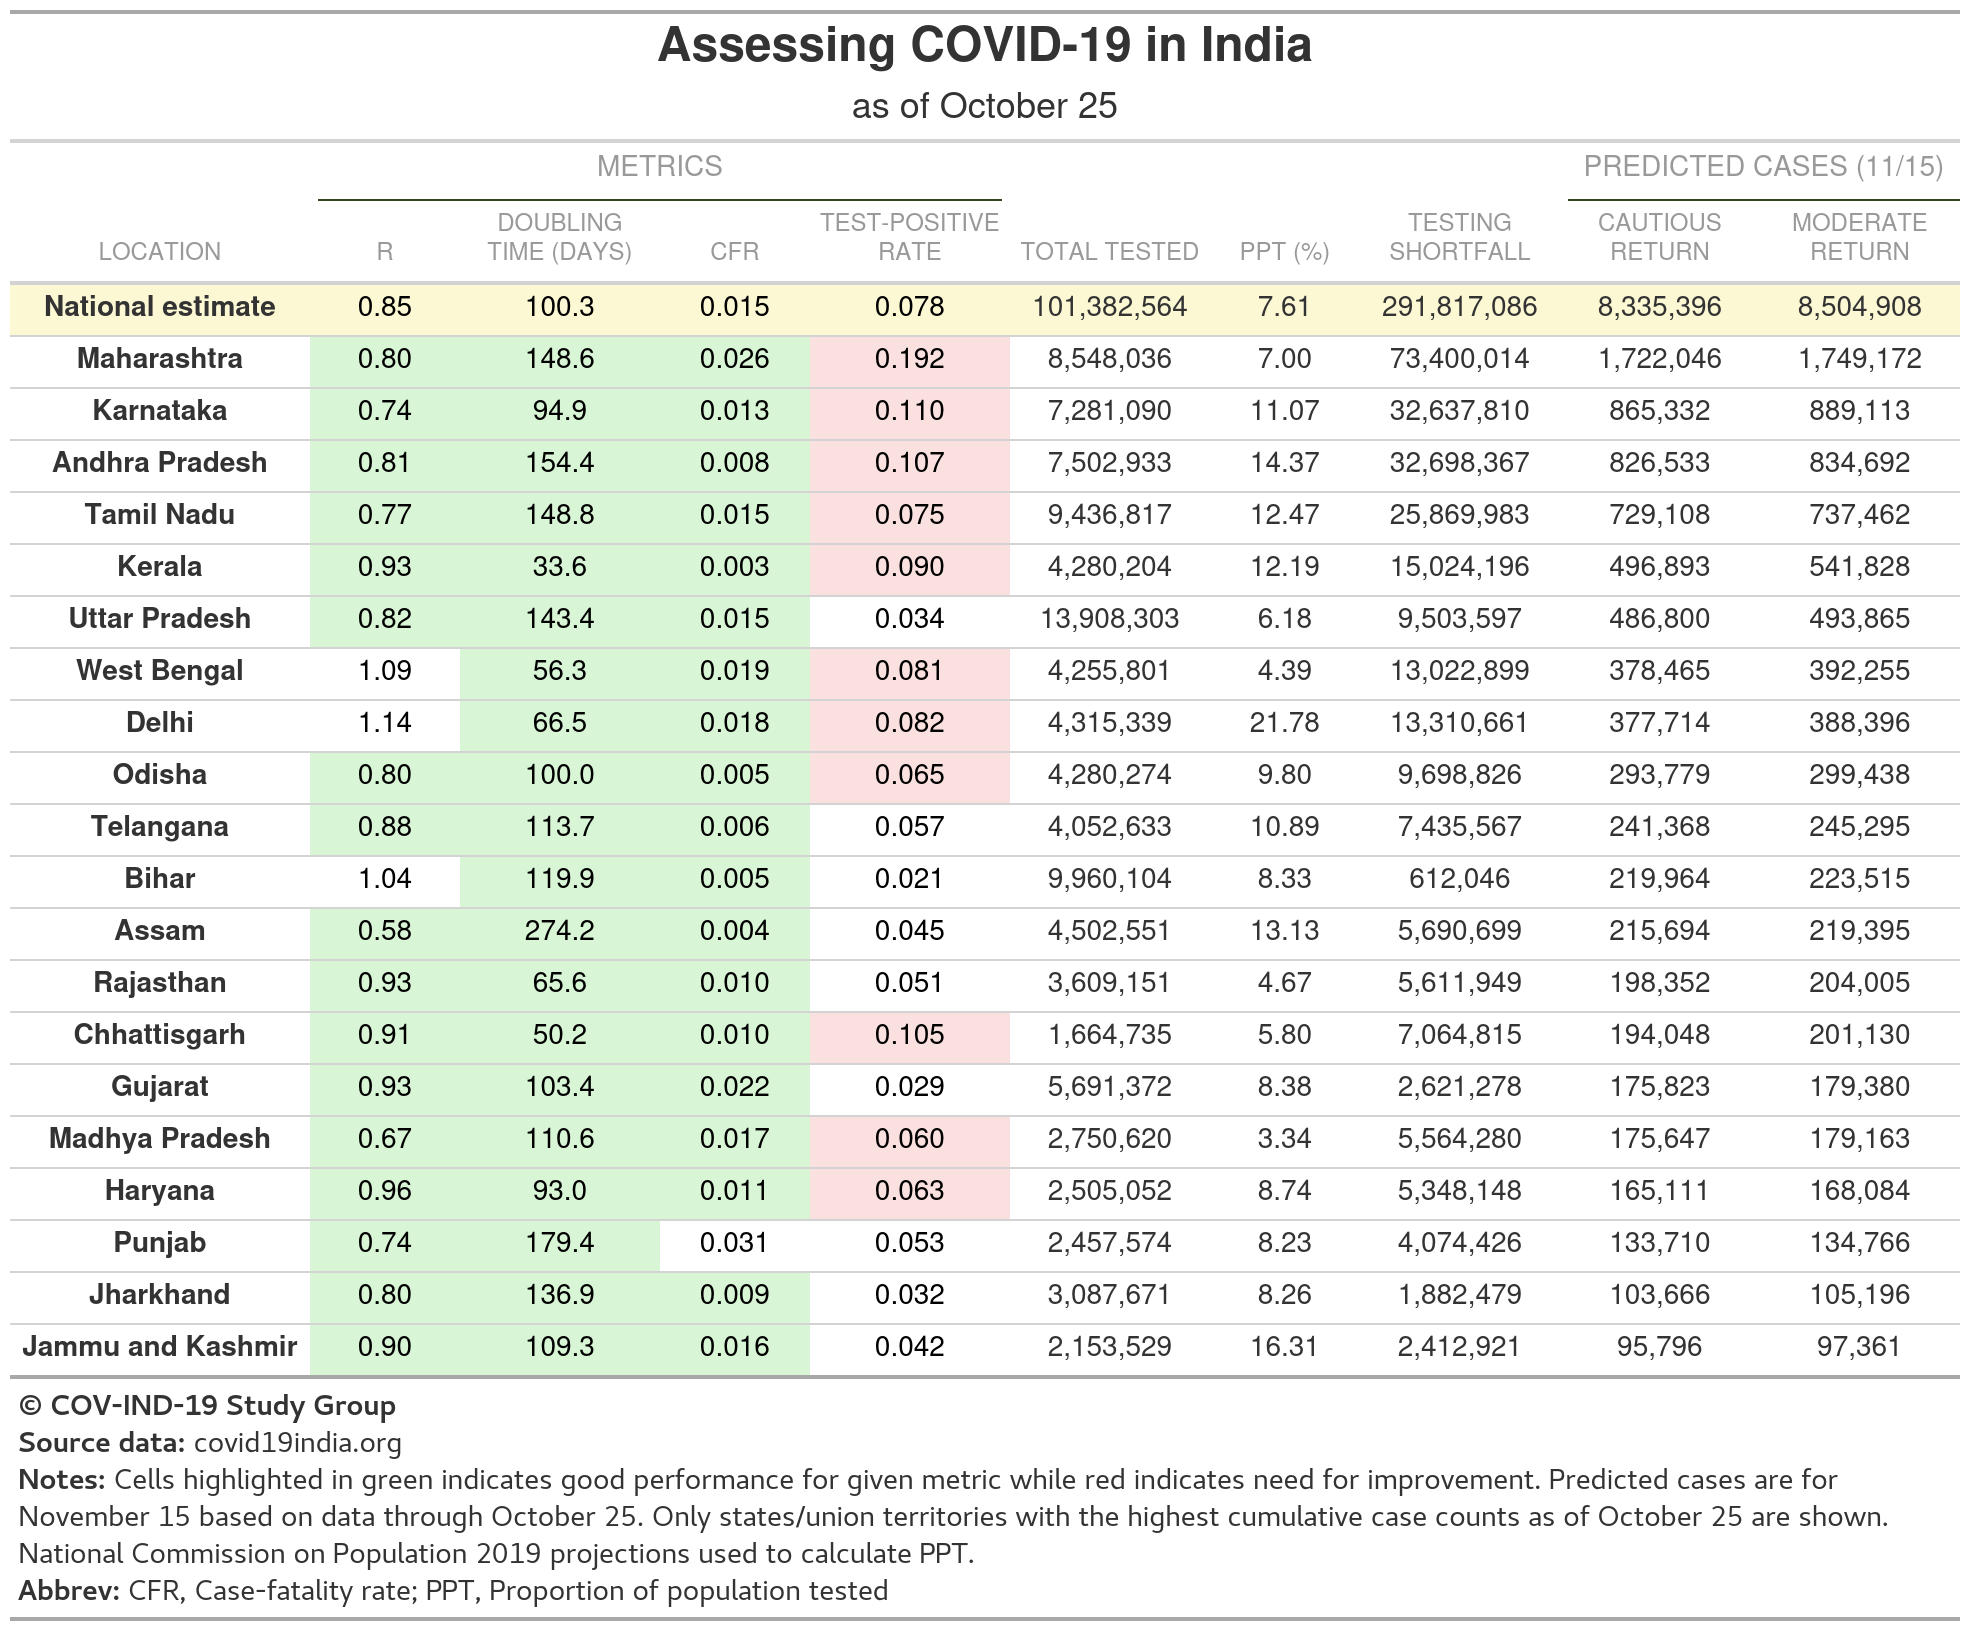 Assessing COVID-19 in India
as of October 25
METRICS PREDICTED CASES (11/15)
LOCATION R DOUBLING TIME (DAYS) CFR TEST-POSITIVE RATE TOTAL TESTED PPT (%) TESTING SHORTFALL CAUTIOUS RETURN MODERATE RETURN
National estimate 0.85 100.3 0.015 0.078 101,382,564 7.61 291,817,086 8,335,396 8,504,908
Maharashtra 0.80 148.6 0.026 0.192 8,548,036 7.00 73,400,014 1,722,046 1,749,172
Karnataka 0.74 94.9 0.013 0.110 7,281,090 11.07 32,637,810 865,332 889,113
Andhra Pradesh 0.81 154.4 0.008 0.107 7,502,933 14.37 32,698,367 826,533 834,692
Tamil Nadu 0.77 148.8 0.015 0.075 9,436,817 12.47 25,869,983 729,108 737,462
Kerala 0.93 33.6 0.003 0.090 4,280,204 12.19 15,024,196 496,893 541,828
Uttar Pradesh 0.82 143.4 0.015 0.034 13,908,303 6.18 9,503,597 486,800 493,865
West Bengal 1.09 56.3 0.019 0.081 4,255,801 4.39 13,022,899 378,465 392,255
Delhi 1.14 66.5 0.018 0.082 4,315,339 21.78 13,310,661 377,714 388,396
Odisha 0.80 100.0 0.005 0.065 4,280,274 9.80 9,698,826 293,779 299,438
Telangana 0.88 113.7 0.006 0.057 4,052,633 10.89 7,435,567 241,368 245,295
Bihar 1.04 119.9 0.005 0.021 9,960,104 8.33 612,046 219,964 223,515
Assam 0.58 274.2 0.004 0.045 4,502,551 13.13 5,690,699 215,694 219,395
Rajasthan 0.93 65.6 0.010 0.051 3,609,151 4.67 5,611,949 198,352 204,005
Chhattisgarh 0.91 50.2 0.010 0.105 1,664,735 5.80 7,064,815 194,048 201,130
Gujarat 0.93 103.4 0.022 0.029 5,691,372 8.38 2,621,278 175,823 179,380
Madhya Pradesh 0.67 110.6 0.017 0.060 2,750,620 3.34 5,564,280 175,647 179,163
Haryana 0.96 93.0 0.011 0.063 2,505,052 8.74 5,348,148 165,111 168,084
Punjab 0.74 179.4 0.031 0.053 2,457,574 8.23 4,074,426 133,710 134,766
Jharkhand 0.80 136.9 0.009 0.032 3,087,671 8.26 1,882,479 103,666 105,196
Jammu and Kashmir 0.90 109.3 0.016 0.042 2,153,529 16.31 2,412,921 95,796 97,361
© COV-IND-19 Study Group
Source data: covid19india.org
Notes: Cells highlighted in green indicates good performance for given metric while red indicates need for improvement. Predicted cases are for
November 15 based on data through October 25. Only states/union territories with the highest cumulative case counts as of October 25 are shown.
National Commission on Population 2019 projections used to calculate PPT.
Abbrev: CFR, Case-fatality rate; PPT, Proportion of population tested